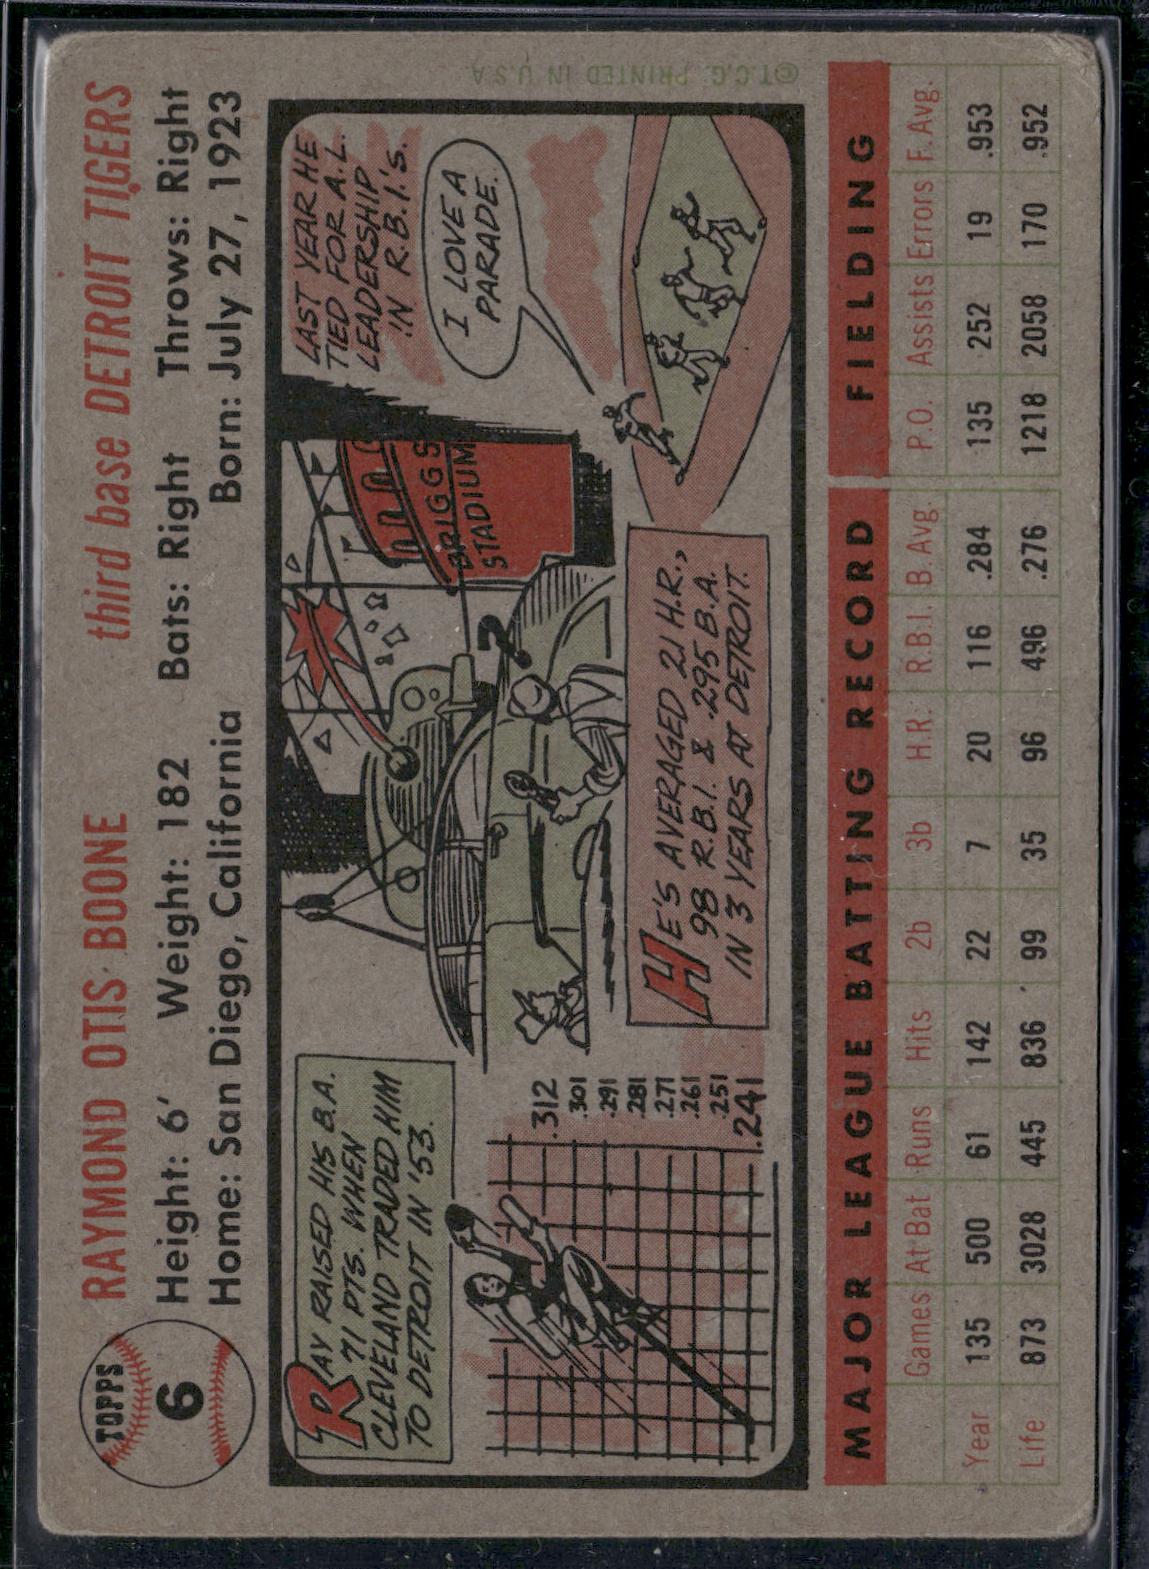 TOPPS
6
RAYMOND OTIS BOONE third base DETROIT TIGERS
Height: 6' Weight: 182 Bats: Right Throws: Right
Home: San Diego, California Born: July 27, 1923
RAY RAISED HIS B.A.
71 PTS. WHEN
CLEVELAND TRADED HIM
TO DETROIT IN '53.
.312
.301
.291
.281
.271
.261
.251
.241
BRIGGS
STADIUM
?
HE'S AVERAGED 21 H.R.,
98 R.B.I. & .295 B.A.
IN 3 YEARS AT DETROIT.
LAST YEAR HE
TIED FOR A.L.
LEADERSHIP
IN R.B.I.'s.
I LOVE A
PARADE.
©T.C.G. PRINTED IN U.S.A
MAJOR LEAGUE BATTING RECORD FIELDING
Games At Bat Runs Hits 2b 3b H.R. R.B.I. B.Avg. P.O. Assists Errors F.Avg.
Year 135 500 61 142 22 7 20 116 .284 135 252 19 .953
Life 873 3028 445 836 99 35 96 496 .276 1218 2058 170 .952